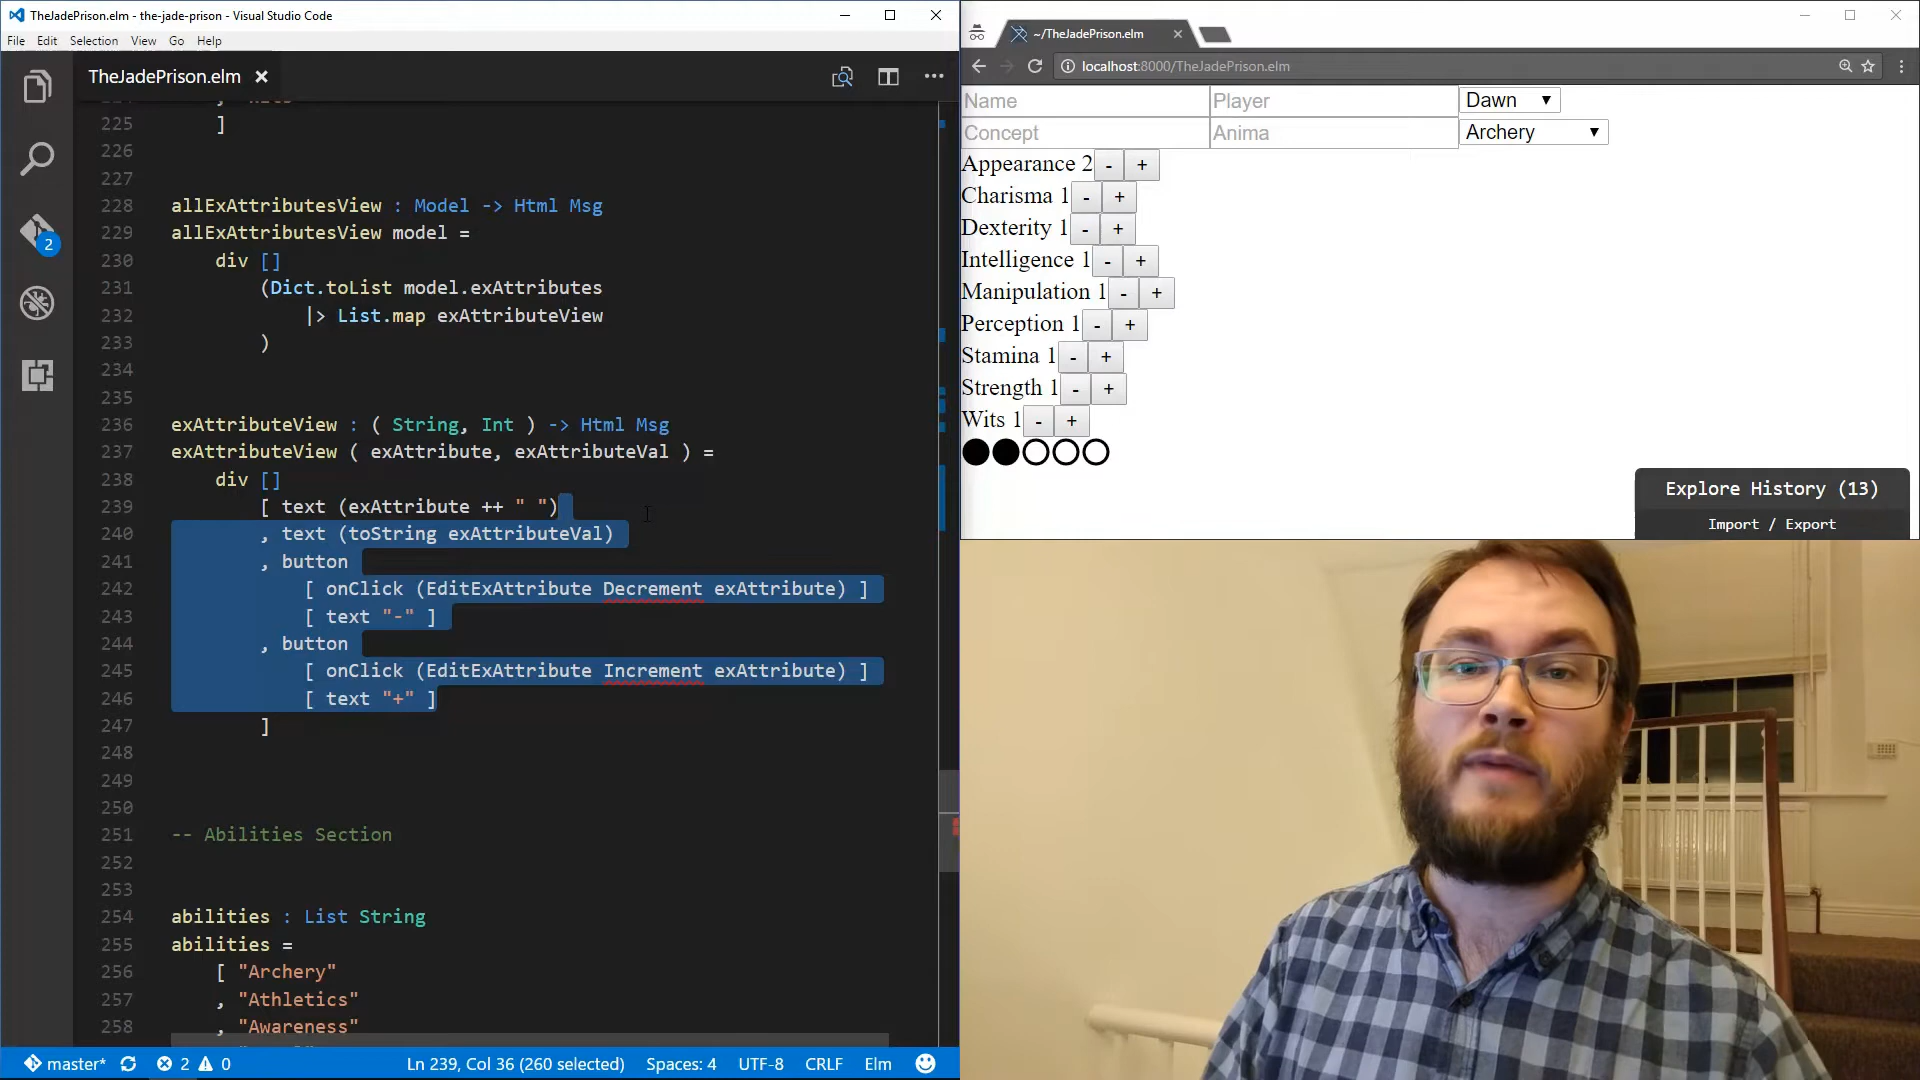 TheJadePrison.elm - the-jade-prison - Visual Studio Code
File Edit Selection View Go Help
TheJadePrison.elm
225 ]
226
227
228 allExAttributesView : Model -> Html Msg
229 allExAttributesView model =
230 div []
231 (Dict.toList model.exAttributes
232 |> List.map exAttributeView
233 )
234
235
236 exAttributeView : ( String, Int ) -> Html Msg
237 exAttributeView ( exAttribute, exAttributeVal ) =
238 div []
239 [ text (exAttribute ++ " ")
240 , text (toString exAttributeVal)
241 , button
242 [ onClick (EditExAttribute Decrement exAttribute) ]
243 [ text "-" ]
244 , button
245 [ onClick (EditExAttribute Increment exAttribute) ]
246 [ text "+" ]
247 ]
248
249
250
251 -- Abilities Section
252
253
254 abilities : List String
255 abilities =
256 [ "Archery"
257 , "Athletics"
258 , "Awareness"
2
master* 2 0 Ln 239, Col 36 (260 selected) Spaces: 4 UTF-8 CRLF Elm
~/TheJadePrison.elm
localhost:8000/TheJadePrison.elm
Name Player Dawn
Concept Anima Archery
Appearance 2 - +
Charisma 1 - +
Dexterity 1 - +
Intelligence 1 - +
Manipulation 1 - +
Perception 1 - +
Stamina 1 - +
Strength 1 - +
Wits 1 - +
Explore History (13)
Import / Export